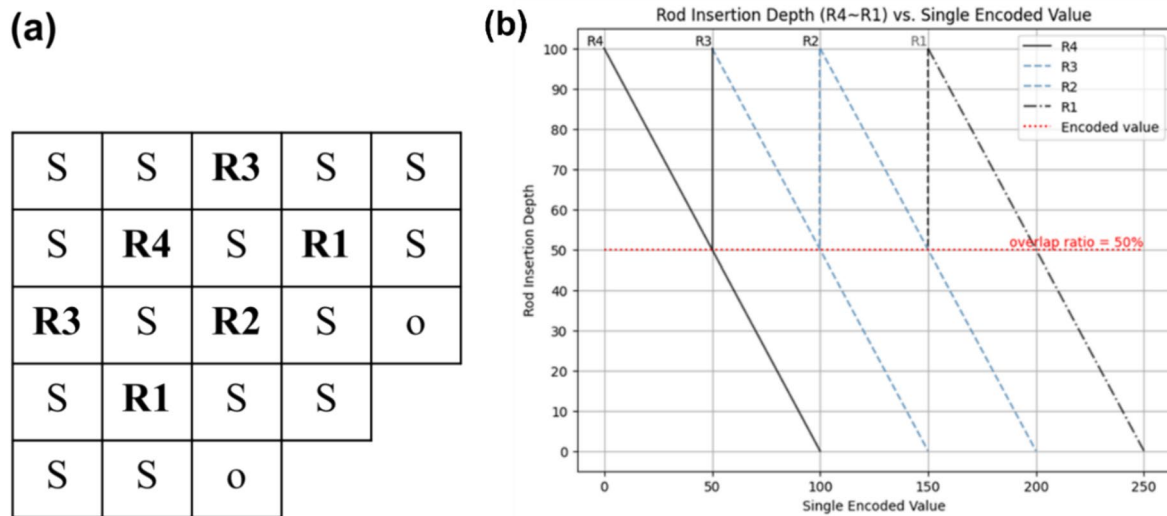 (a)
S S R3 S S
S R4 S R1 S
R3 S R2 S o
S R1 S S
S S o
(b)
Rod Insertion Depth (R4~R1) vs. Single Encoded Value
R4 R3 R2 R1
R4
R3
R2
R1
Encoded value
100
90
80
70
60
50
40
30
20
10
0
Rod Insertion Depth
overlap ratio = 50%
0 50 100 150 200 250
Single Encoded Value